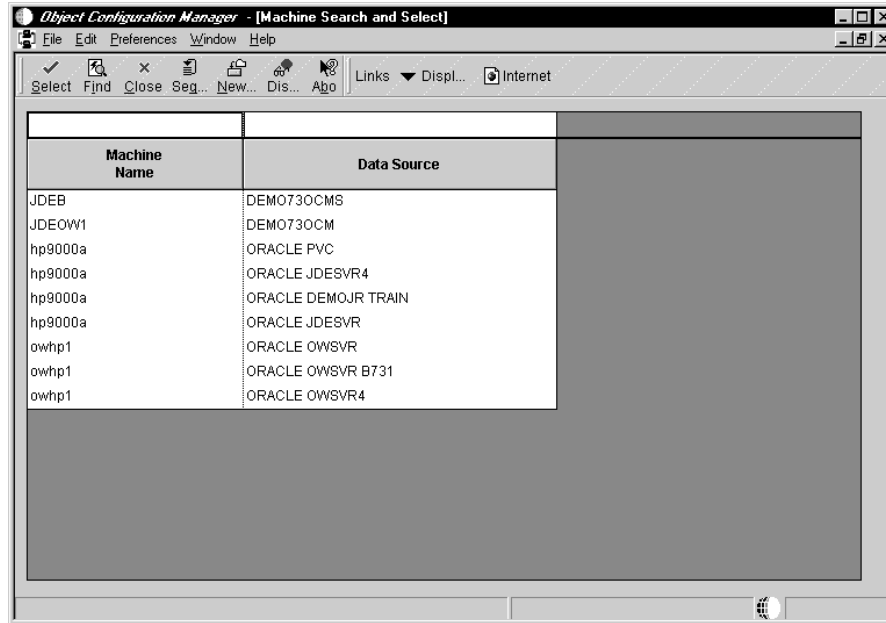 Object Configuration Manager - [Machine Search and Select]
File Edit Preferences Window Help
Select Find Close Seq... New... Dis... Abo Links Displ... Internet
Machine Name Data Source
JDEB DEMO73OCMS
JDEOW1 DEMO73OCM
hp9000a ORACLE PVC
hp9000a ORACLE JDESVR4
hp9000a ORACLE DEMOJR TRAIN
hp9000a ORACLE JDESVR
owhp1 ORACLE OWSVR
owhp1 ORACLE OWSVR B731
owhp1 ORACLE OWSVR4